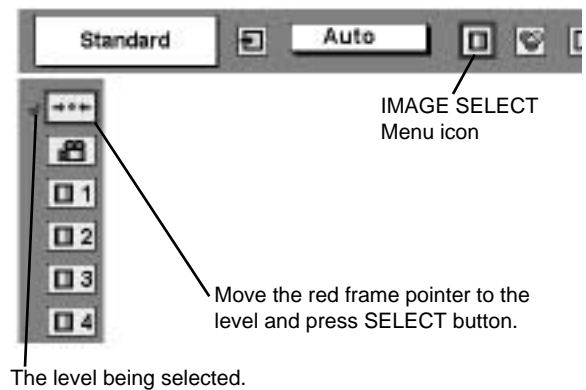 Standard
Auto
IMAGE SELECT
Menu icon
1
2
3
4
Move the red frame pointer to the
level and press SELECT button.
The level being selected.